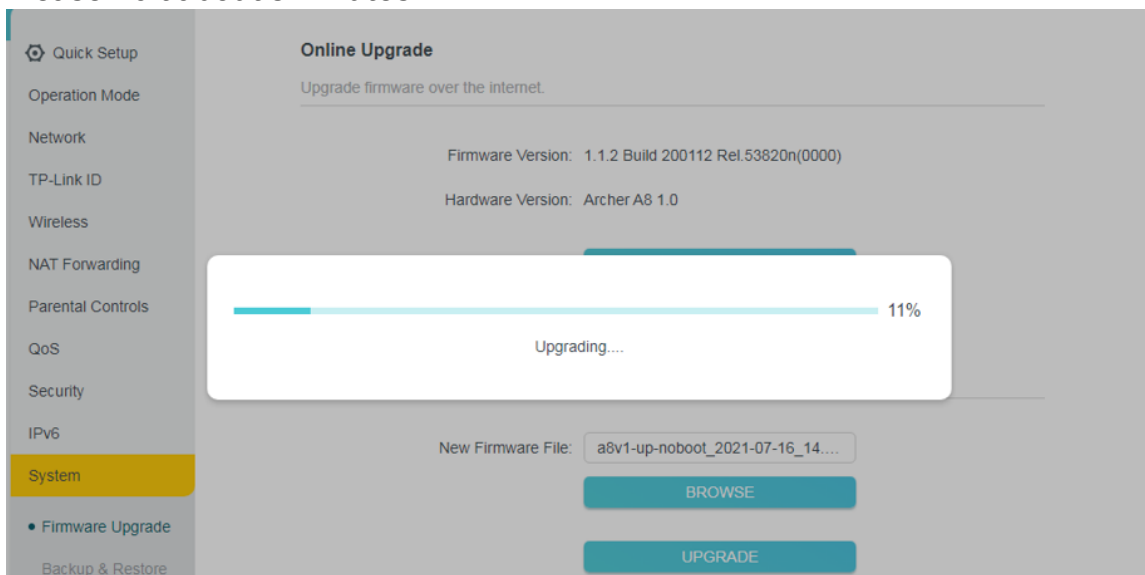 Quick Setup
Operation Mode
Network
TP-Link ID
Wireless
NAT Forwarding
Parental Controls
QoS
Security
IPv6
System
Firmware Upgrade
Backup & Restore
Online Upgrade
Upgrade firmware over the internet.
Firmware Version: 1.1.2 Build 200112 Rel.53820n(0000)
Hardware Version: Archer A8 1.0
11%
Upgrading....
New Firmware File: a8v1-up-noboot_2021-07-16_14....
BROWSE
UPGRADE